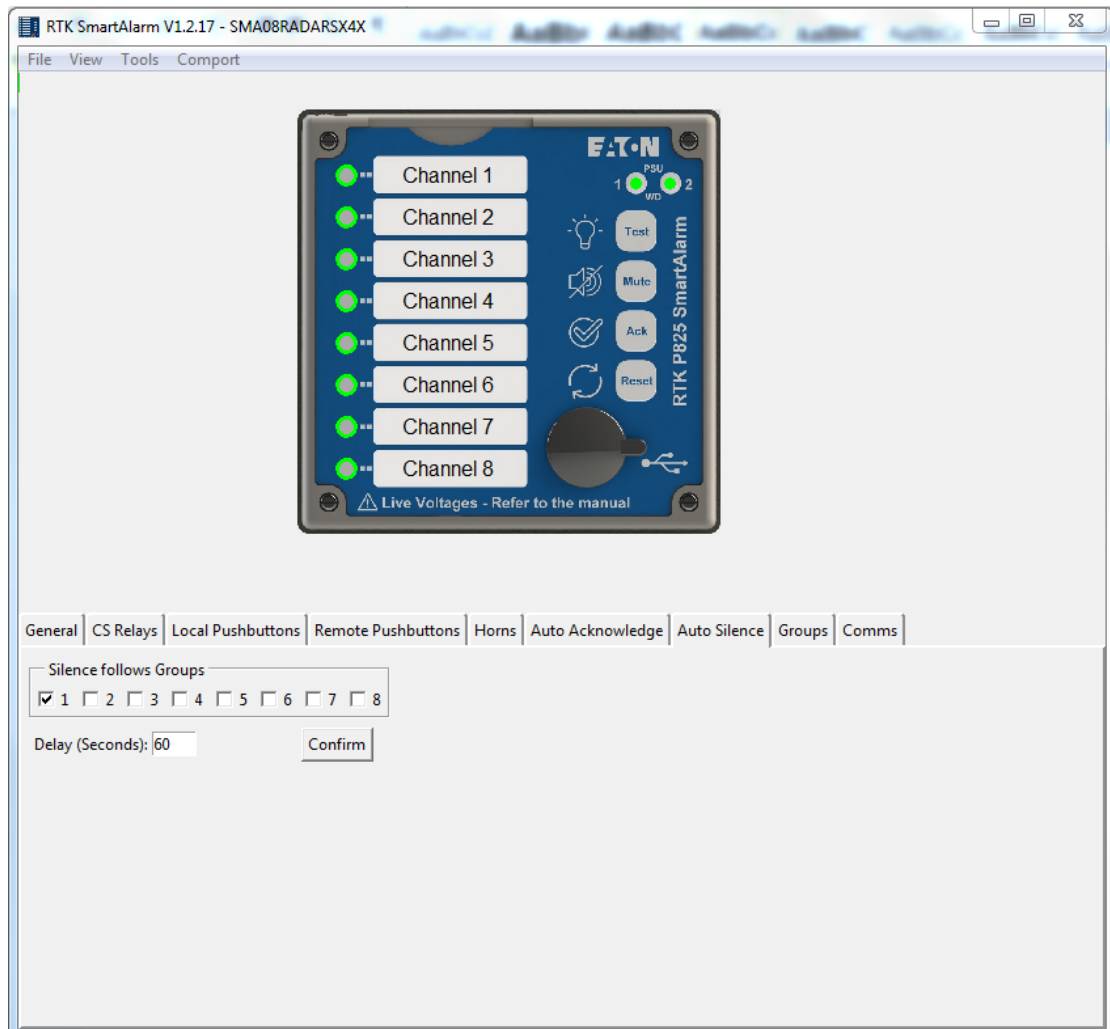 RTK SmartAlarm V1.2.17 - SMA08RADARSX4X
File View Tools Comport
EATON
Channel 1
PSU
1 2
WD
Channel 2
Test
Channel 3
Mute
Channel 4
Channel 5
Ack
Channel 6
Reset
RTK P825 SmartAlarm
Channel 7
Channel 8
Live Voltages - Refer to the manual
General CS Relays Local Pushbuttons Remote Pushbuttons Horns Auto Acknowledge Auto Silence Groups Comms
Silence follows Groups
1 2 3 4 5 6 7 8
Delay (Seconds): 60 Confirm